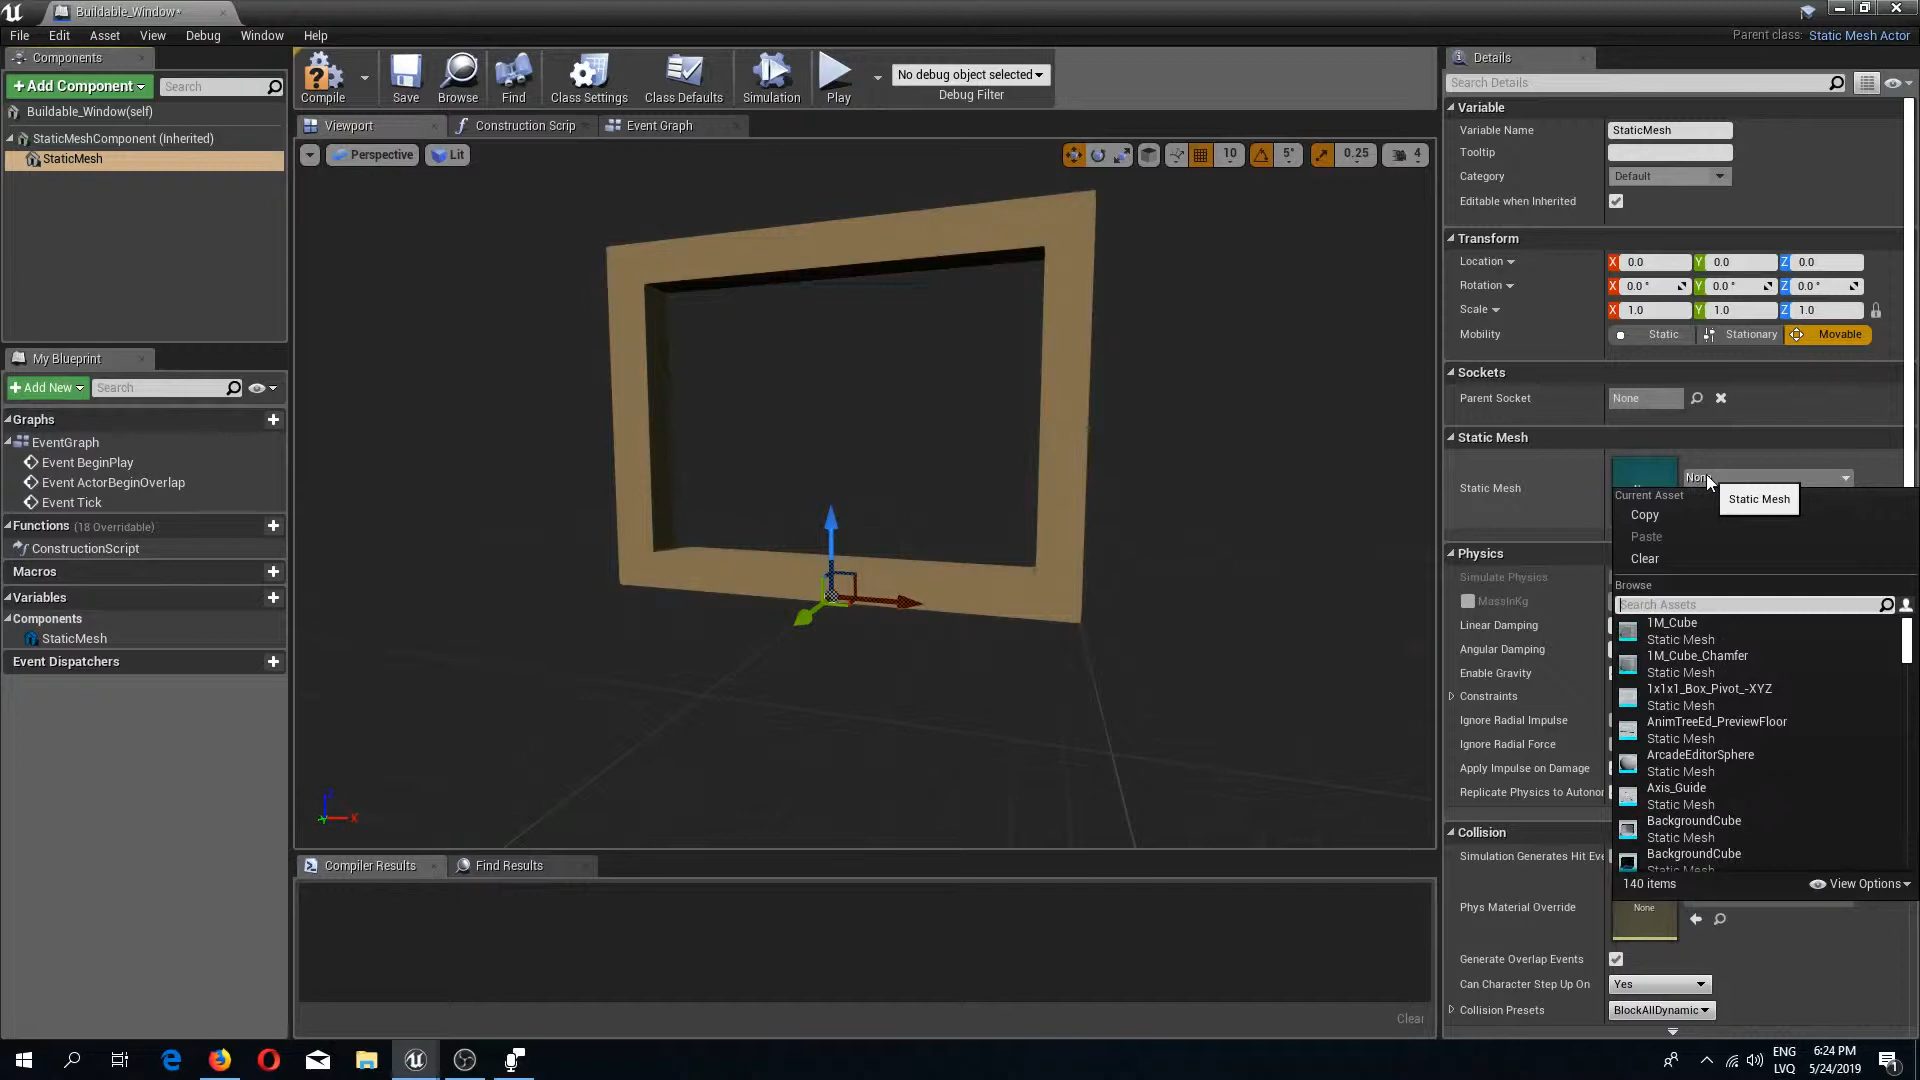 Buildable_Window*
File Edit Asset View Debug Window Help
Parent class: Static Mesh Actor
Components
+Add Component
Search
Buildable_Window(self)
StaticMeshComponent (Inherited)
StaticMesh
My Blueprint
+Add New
Search
Graphs
EventGraph
Event BeginPlay
Event ActorBeginOverlap
Event Tick
Functions (18 Overridable)
ConstructionScript
Macros
Variables
Components
StaticMesh
Event Dispatchers
Compile Save Browse Find Class Settings Class Defaults Simulation Play
No debug object selected
Debug Filter
Viewport Construction Scrip Event Graph
Perspective Lit 10 5° 0.25 4
Z X Y
Compiler Results Find Results
Clear
Details
Search Details
Variable
Variable Name StaticMesh
Tooltip
Category Default
Editable when Inherited
Transform
Location X 0.0 Y 0.0 Z 0.0
Rotation X 0.0 ° Y 0.0 ° Z 0.0 °
Scale X 1.0 Y 1.0 Z 1.0
Mobility Static Stationary Movable
Sockets
Parent Socket None
Static Mesh
Static Mesh None
Static Mesh
Current Asset
Copy
Paste
Clear
Browse
Search Assets
1M_Cube
Static Mesh
1M_Cube_Chamfer
Static Mesh
1x1x1_Box_Pivot_-XYZ
Static Mesh
AnimTreeEd_PreviewFloor
Static Mesh
ArcadeEditorSphere
Static Mesh
Axis_Guide
Static Mesh
BackgroundCube
Static Mesh
BackgroundCube
Static Mesh
140 items View Options
Physics
Simulate Physics
MassInKg
Linear Damping
Angular Damping
Enable Gravity
Constraints
Ignore Radial Impulse
Ignore Radial Force
Apply Impulse on Damage
Replicate Physics to Autonor
Collision
Simulation Generates Hit Eve
Phys Material Override None
Generate Overlap Events
Can Character Step Up On Yes
Collision Presets BlockAllDynamic
ENG
LVQ
6:24 PM
5/24/2019
1